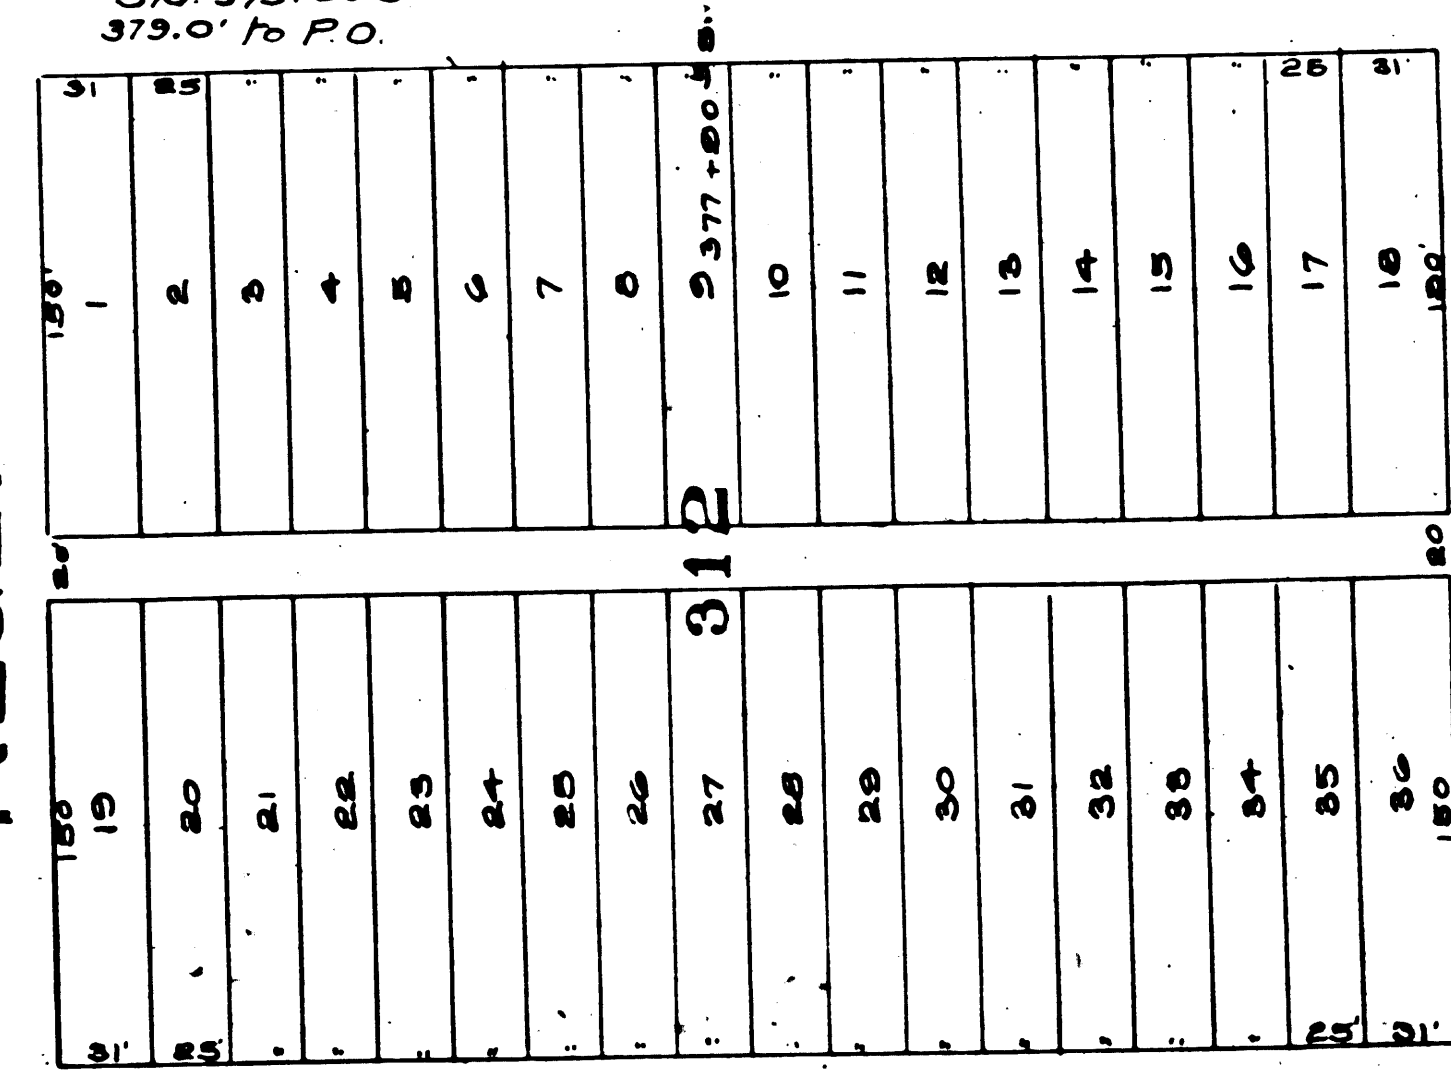 379.0' to P.O.
31 25 " " " " " " " " " " " " " " 25 31'
377+00
150' 1 2 3 4 5 6 7 8 9 10 11 12 13 14 15 16 17 18 150'
20' 20
312
150 19 20 21 22 23 24 25 26 27 28 29 30 31 32 33 34 35 36 150
31' 25' " " " " " " " " " " " " " " 25' 31'